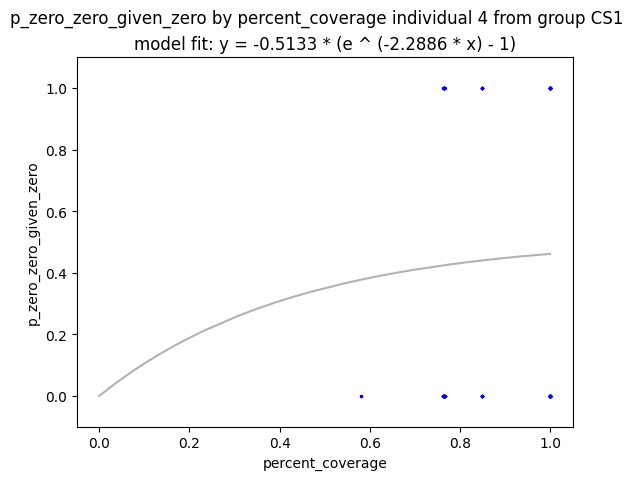 p_zero_zero_given_zero by percent_coverage individual 4 from group CS1
model fit: y = -0.5133 * (e ^ (-2.2886 * x) - 1)
1.0
0.8
0.6
0.4
0.2
0.0
p_zero_zero_given_zero
0.0 0.2 0.4 0.6 0.8 1.0
percent_coverage